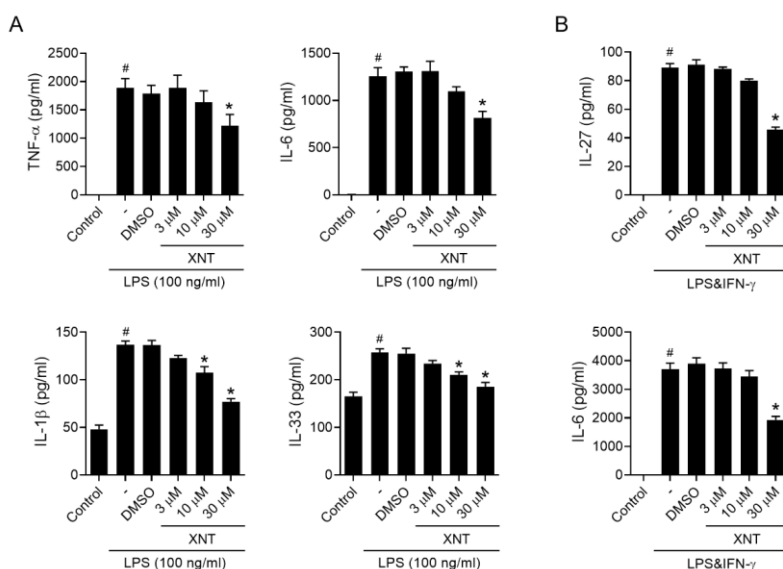 A
TNF-α (pg/ml)
2500
2000
1500
1000
500
0
#
*
Control
-
DMSO
3 μM
10 μM
30 μM
XNT
LPS (100 ng/ml)
IL-6 (pg/ml)
1500
1000
500
0
#
*
Control
-
DMSO
3 μM
10 μM
30 μM
XNT
LPS (100 ng/ml)
B
IL-27 (pg/ml)
100
80
60
40
20
0
#
*
Control
-
DMSO
3 μM
10 μM
30 μM
XNT
LPS&IFN-γ
IL-1β (pg/ml)
150
100
50
0
#
*
*
Control
-
DMSO
3 μM
10 μM
30 μM
XNT
LPS (100 ng/ml)
IL-33 (pg/ml)
300
200
100
0
#
*
*
Control
-
DMSO
3 μM
10 μM
30 μM
XNT
LPS (100 ng/ml)
IL-6 (pg/ml)
5000
4000
3000
2000
1000
0
#
*
Control
-
DMSO
3 μM
10 μM
30 μM
XNT
LPS&IFN-γ